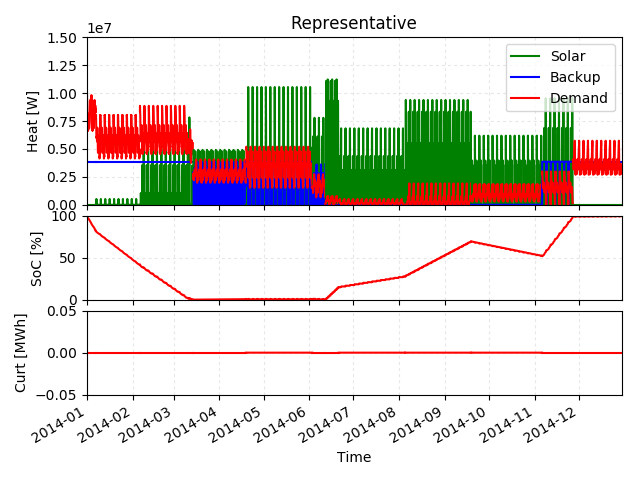 Representative
1e7
1.50
1.25
1.00
0.75
0.50
0.25
0.00
Heat [W]
Solar
Backup
Demand
100
50
0
SoC [%]
0.05
0.00
−0.05
Curt [MWh]
2014-01
2014-02
2014-03
2014-04
2014-05
2014-06
2014-07
2014-08
2014-09
2014-10
2014-11
2014-12
Time